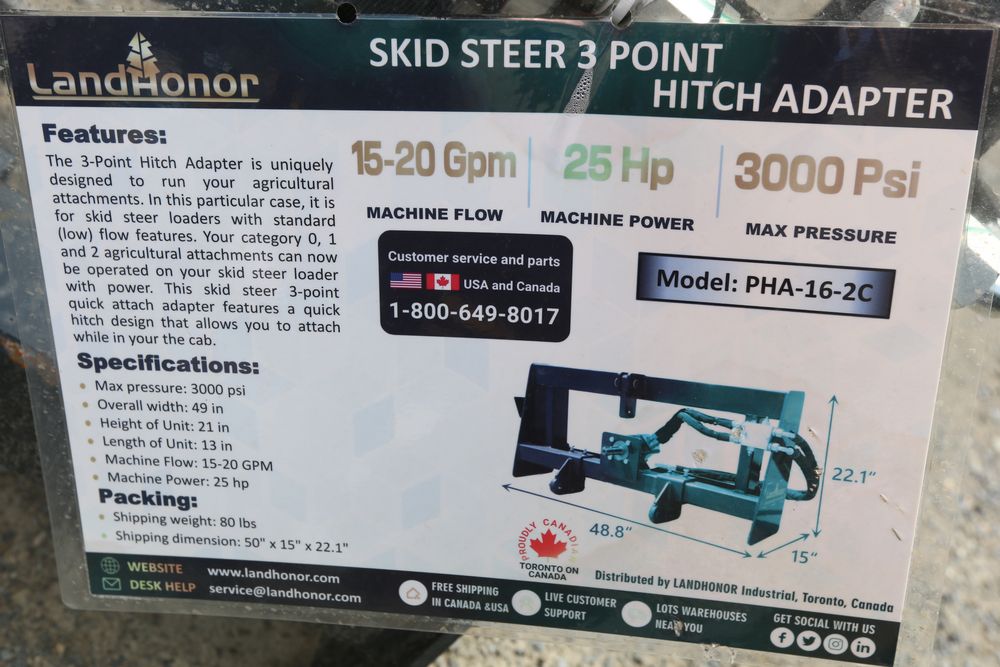 LandHonor
SKID STEER 3 POINT
HITCH ADAPTER
Features:
The 3-Point Hitch Adapter is uniquely
designed to run your agricultural
attachments. In this particular case, it is
for skid steer loaders with standard
(low) flow features. Your category 0, 1
and 2 agricultural attachments can now
be operated on your skid steer loader
with power. This skid steer 3-point
quick attach adapter features a quick
hitch design that allows you to attach
while in your the cab.
Specifications:
Max pressure: 3000 psi
Overall width: 49 in
Height of Unit: 21 in
Length of Unit: 13 in
Machine Flow: 15-20 GPM
Machine Power: 25 hp
Packing:
Shipping weight: 80 lbs
Shipping dimension: 50" x 15" x 22.1"
15-20 Gpm
MACHINE FLOW
25 Hp
MACHINE POWER
3000 Psi
MAX PRESSURE
Customer service and parts
USA and Canada
1-800-649-8017
Model: PHA-16-2C
22.1"
48.8"
15"
PROUDLY CANADIAN
TORONTO ON
CANADA
Distributed by LANDHONOR Industrial, Toronto, Canada
WEBSITE www.landhonor.com
DESK HELP service@landhonor.com
FREE SHIPPING
IN CANADA &USA
LIVE CUSTOMER
SUPPORT
LOTS WAREHOUSES
NEAR YOU
GET SOCIAL WITH US